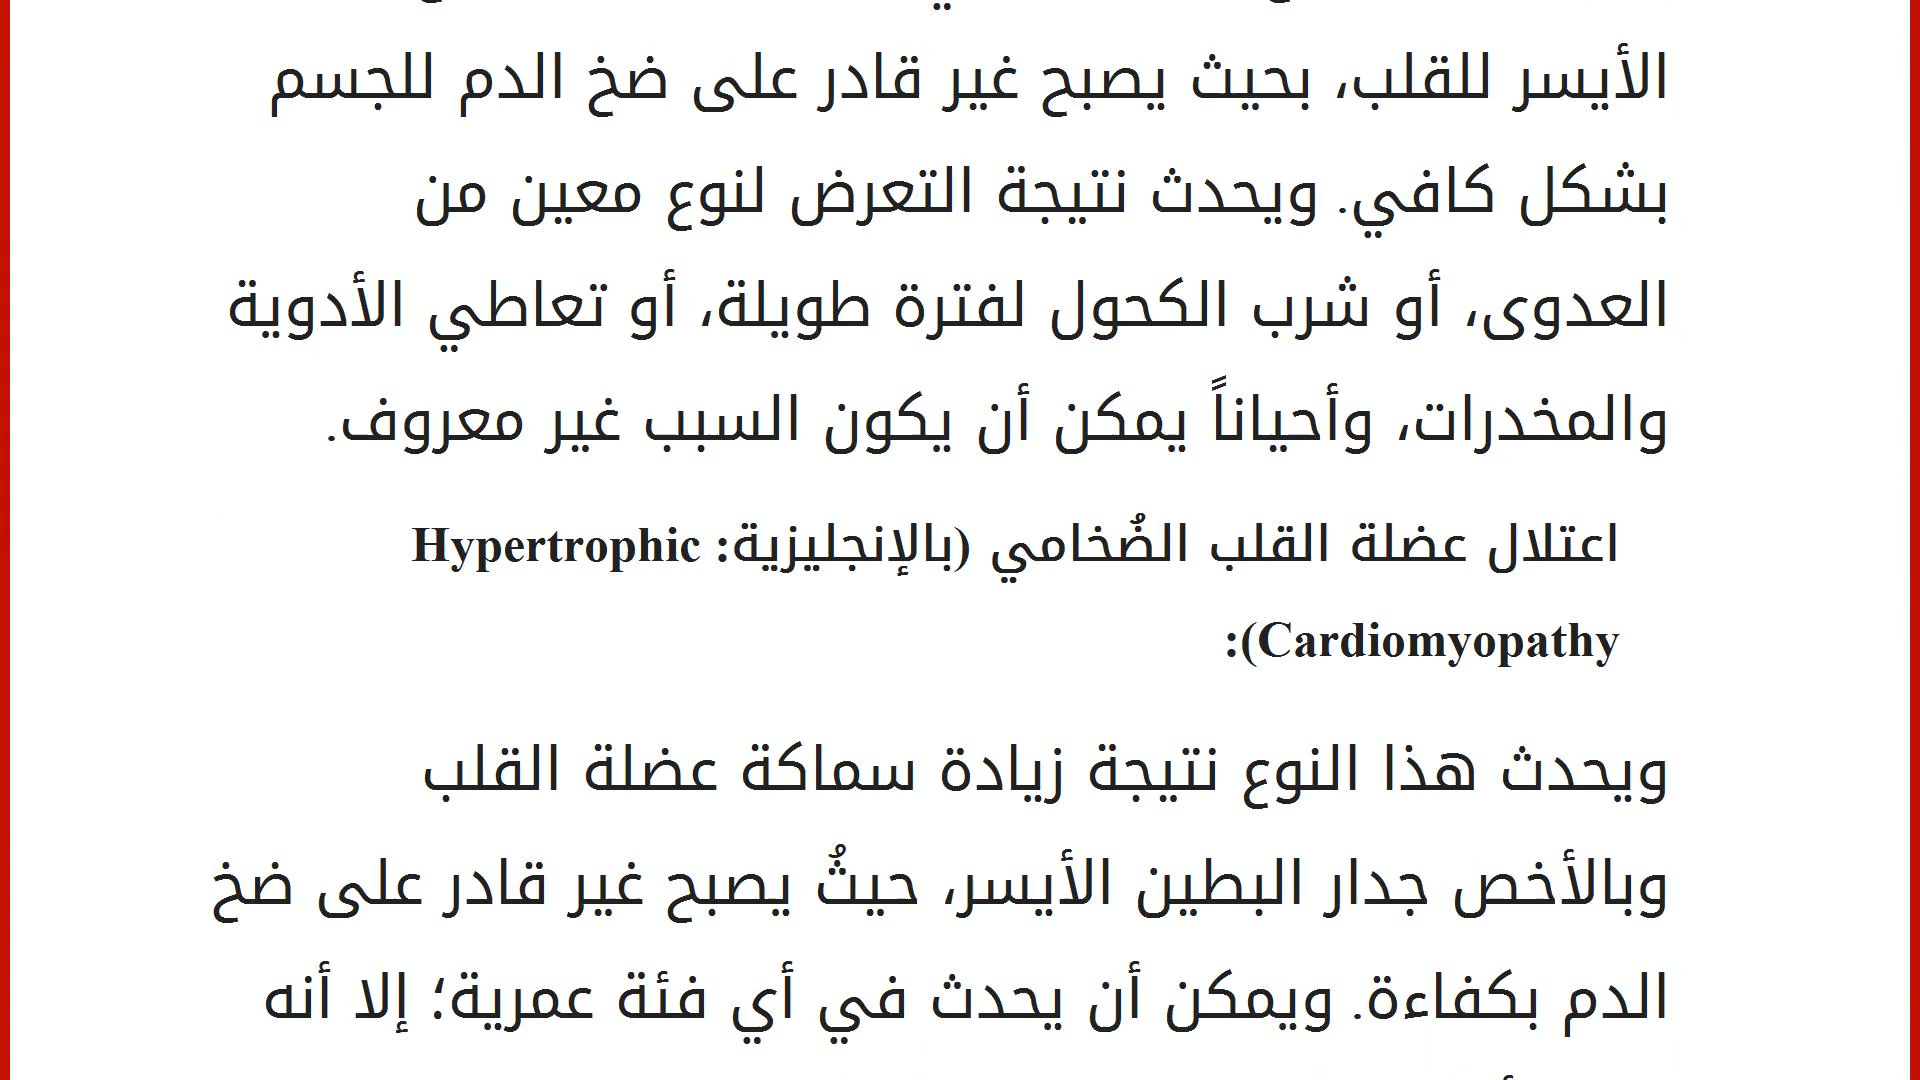 الأيسر للقلب، بحيث يصبح غير قادر على ضخ الدم للجسم
بشكل كافي. ويحدث نتيجة التعرض لنوع معين من
العدوى، أو شرب الكحول لفترة طويلة، أو تعاطي الأدوية
والمخدرات، وأحياناً يمكن أن يكون السبب غير معروف.
اعتلال عضلة القلب الضُخامي (بالإنجليزية: Hypertrophic
Cardiomyopathy):
ويحدث هذا النوع نتيجة زيادة سماكة عضلة القلب
وبالأخص جدار البطين الأيسر، حيثُ يصبح غير قادر على ضخ
الدم بكفاءة. ويمكن أن يحدث في أي فئة عمرية؛ إلا أنه